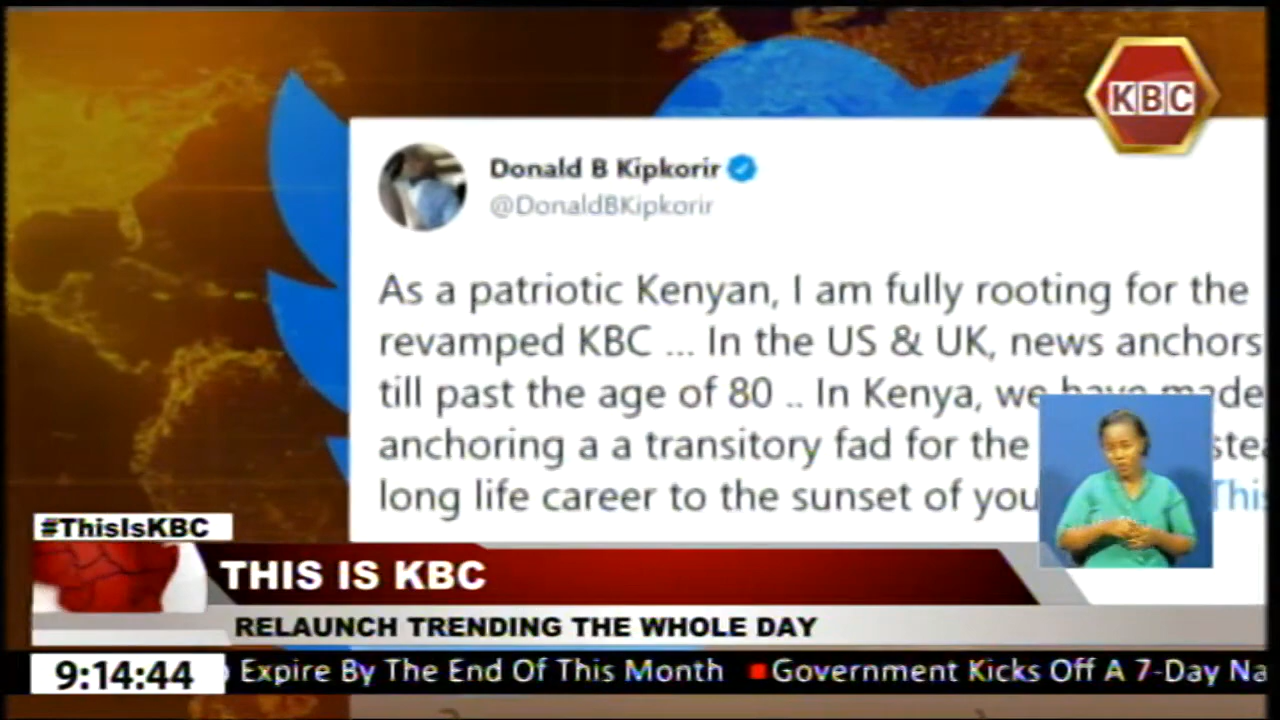 KBC
Donald B Kipkorir
@DonaldBKipkorir
As a patriotic Kenyan, I am fully rooting for the
revamped KBC ... In the US & UK, news anchors
till past the age of 80 .. In Kenya, we have made
anchoring a a transitory fad for the
long life career to the sunset of you
#ThisIsKBC
THIS IS KBC
RELAUNCH TRENDING THE WHOLE DAY
9:14:44 Expire By The End Of This Month Government Kicks Off A 7-Day Na